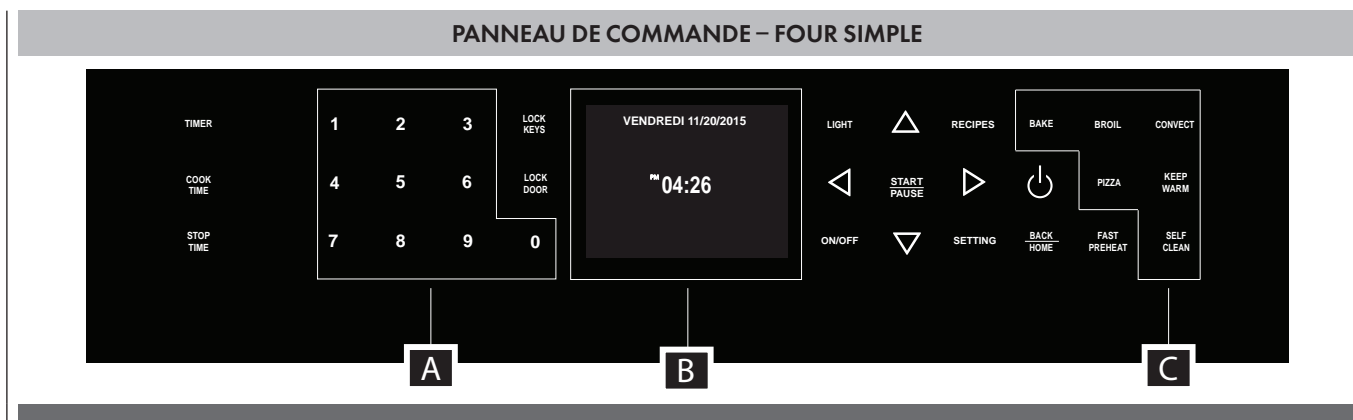 PANNEAU DE COMMANDE – FOUR SIMPLE
TIMER
1 2 3
LOCK
KEYS
VENDREDI 11/20/2015
LIGHT
RECIPES
BAKE
BROIL
CONVECT
COOK
TIME
4 5 6
LOCK
DOOR
PM 04:26
START
PAUSE
PIZZA
KEEP
WARM
STOP
TIME
7 8 9 0
ON/OFF
SETTING
BACK
HOME
FAST
PREHEAT
SELF
CLEAN
A
B
C